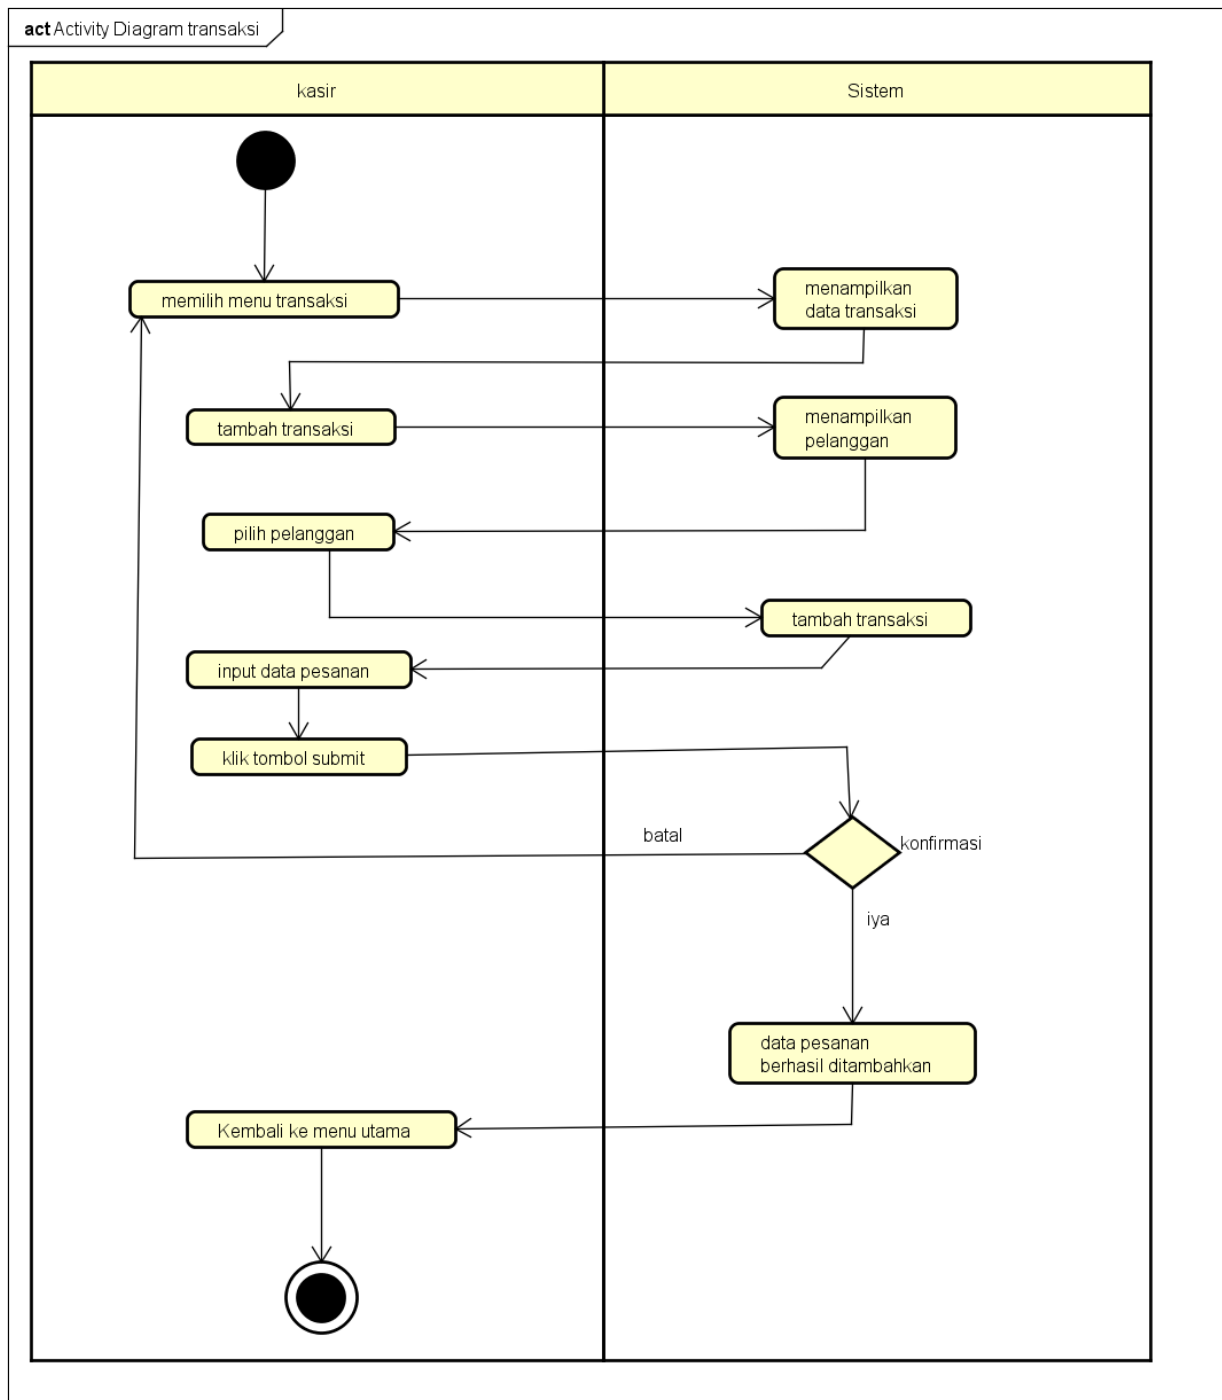 act Activity Diagram transaksi
kasir
Sistem
memilih menu transaksi
menampilkan
data transaksi
tambah transaksi
menampilkan
pelanggan
pilih pelanggan
tambah transaksi
input data pesanan
klik tombol submit
batal
konfirmasi
iya
data pesanan
berhasil ditambahkan
Kembali ke menu utama